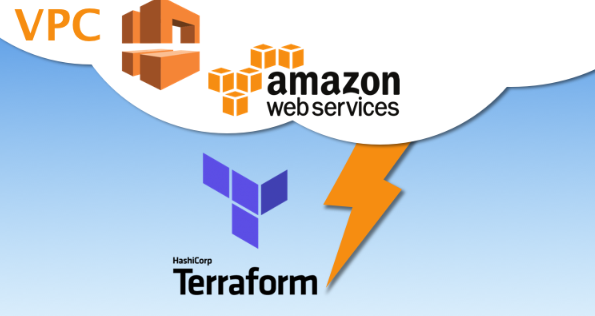 VPC
amazon
web services
HashiCorp
Terraform